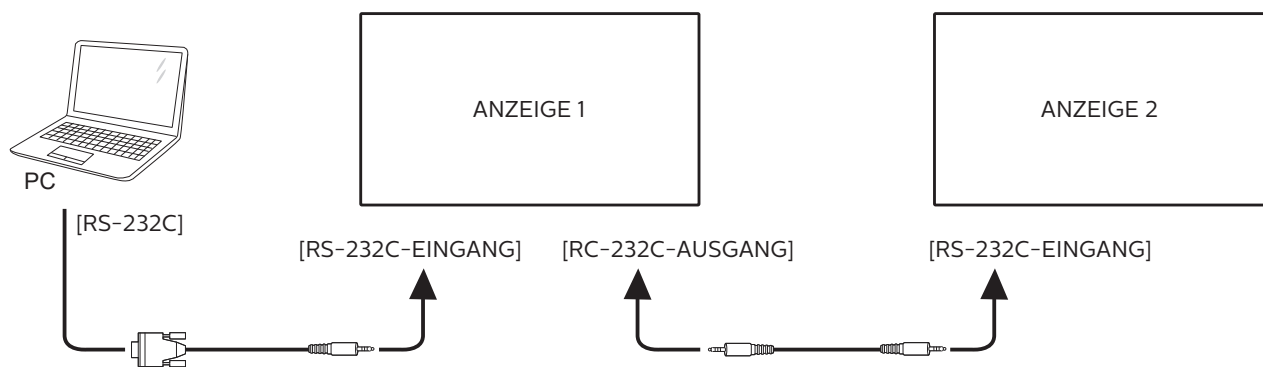 ANZEIGE 1
ANZEIGE 2
PC
[RS-232C]
[RS-232C-EINGANG]
[RC-232C-AUSGANG]
[RS-232C-EINGANG]